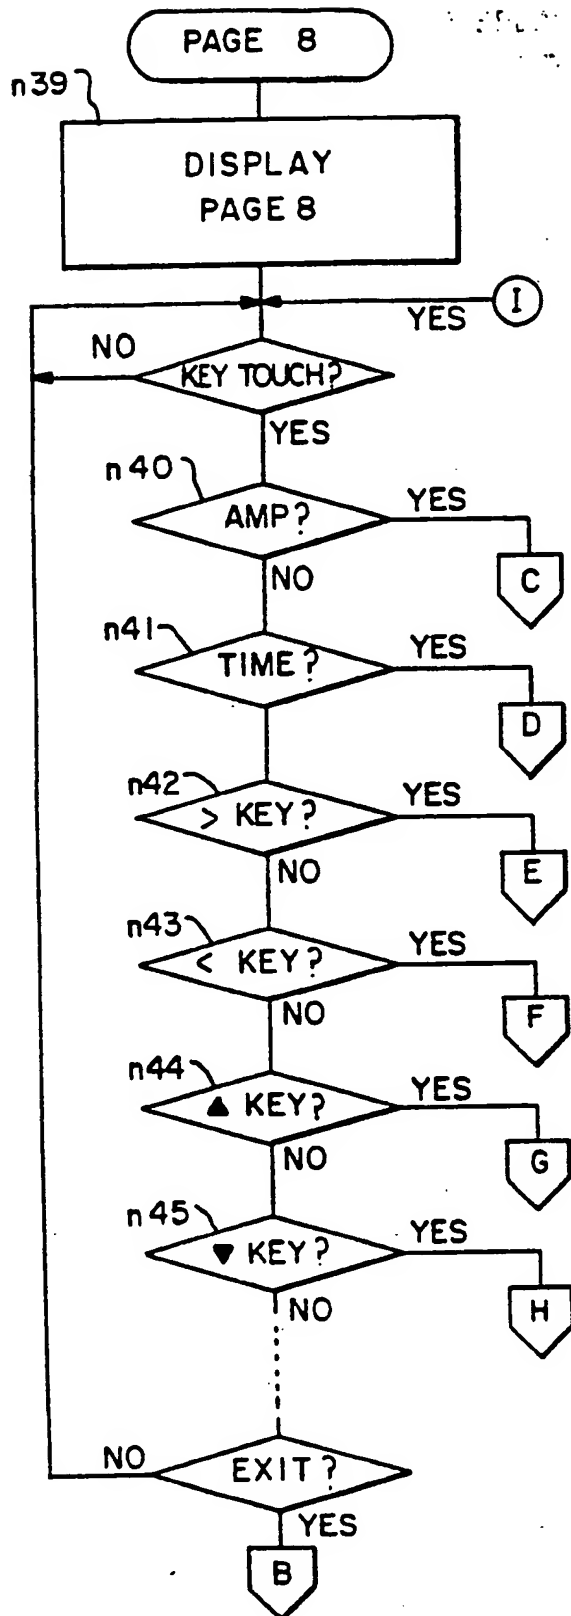 PAGE 8
n39
DISPLAY
PAGE 8
I
YES
NO
KEY TOUCH?
YES
n40
AMP?
YES
C
NO
n41
TIME?
YES
D
n42
> KEY?
YES
E
NO
n43
< KEY?
YES
F
NO
n44
▲ KEY?
YES
G
NO
n45
▼ KEY?
YES
H
NO
NO
EXIT?
YES
B